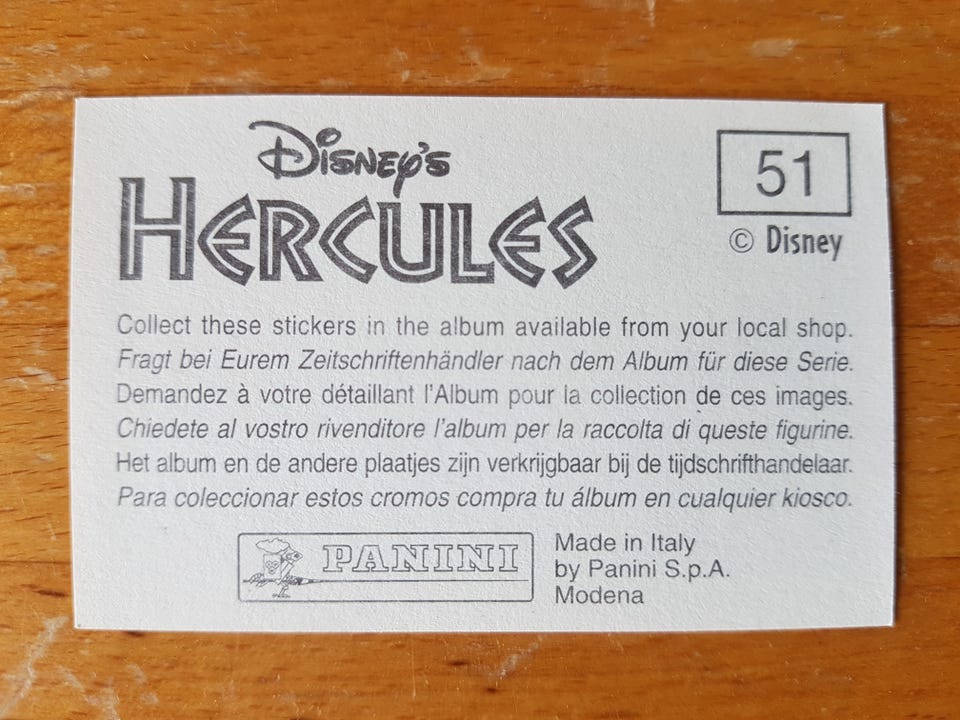 DISNEY'S
HERCULES
51
© Disney
Collect these stickers in the album available from your local shop.
Fragt bei Eurem Zeitschriftenhändler nach dem Album für diese Serie.
Demandez à votre détaillant l'Album pour la collection de ces images.
Chiedete al vostro rivenditore l'album per la raccolta di queste figurine.
Het album en de andere plaatjes zijn verkrijgbaar bij de tijdschrifthandelaar.
Para coleccionar estos cromos compra tu álbum en cualquier kiosco.
PANINI
Made in Italy
by Panini S.p.A.
Modena